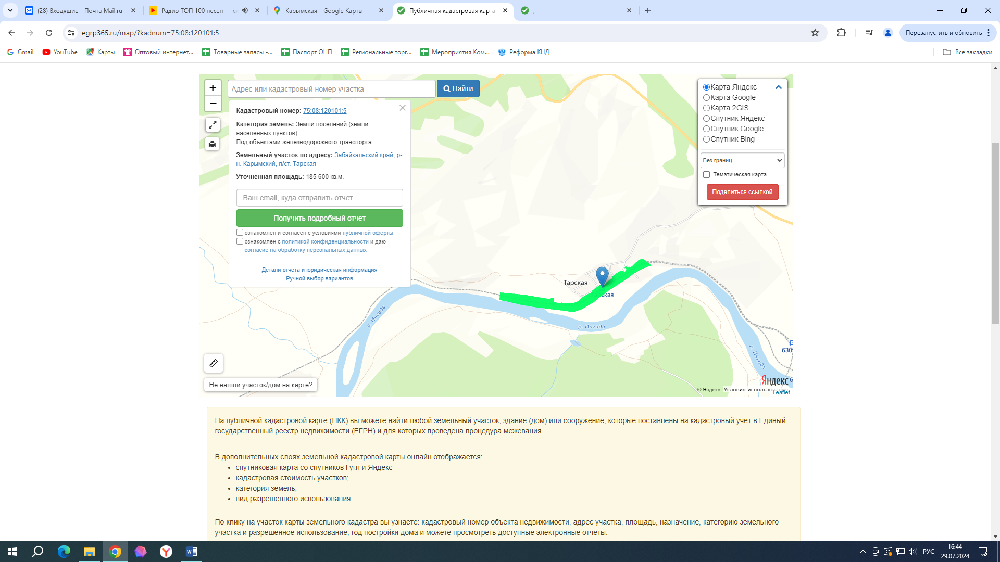 (28) Входящие - Почта Mail.ru
Радио ТОП 100 песен — сл
Карымская – Google Карты
Публичная кадастровая карта
,
egrp365.ru/map/?kadnum=75:08:120101:5
Перезапустить и обновить
Gmail
YouTube
Карты
Оптовый интернет...
Товарные запасы -...
Паспорт ОНП
Региональные торг...
Мероприятия Ком...
Реформа КНД
Все закладки
+
−
Адрес или кадастровый номер участка
Найти
Кадастровый номер: 75:08:120101:5
Категория земель: Земли поселений (земли
населенных пунктов)
Под объектами железнодорожного транспорта
Земельный участок по адресу: Забайкальский край, р-
н. Карымский, п/ст. Тарская
Уточненная площадь: 185 600 кв.м.
Ваш email, куда отправить отчет
Получить подробный отчет
ознакомлен и согласен с условиями публичной оферты
ознакомлен с политикой конфиденциальности и даю
согласие на обработку персональных данных
Детали отчета и юридическая информация
Ручной выбор вариантов
Карта Яндекс
Карта Google
Карта 2GIS
Спутник Яндекс
Спутник Google
Спутник Bing
Без границ
Тематическая карта
Поделиться ссылкой
Тарская
ская
р. Ингода
р. Ингода
р. Ингода
630
6
Яндекс
© Яндекс Условия использования
Leaflet
Не нашли участок/дом на карте?
На публичной кадастровой карте (ПКК) вы можете найти любой земельный участок, здание (дом) или сооружение, которые поставлены на кадастровый учёт в Единый
государственный реестр недвижимости (ЕГРН) и для которых проведена процедура межевания.
В дополнительных слоях земельной кадастровой карты онлайн отображается:
• спутниковая карта со спутников Гугл и Яндекс
• кадастровая стоимость участков;
• категория земель;
• вид разрешенного использования.
По клику на участок карты земельного кадастра вы узнаете: кадастровый номер объекта недвижимости, адрес участка, площадь, назначение, категорию земельного
участка и разрешенное использование, год постройки дома и можете просмотреть доступные электронные отчеты.
РУС
16:44
29.07.2024